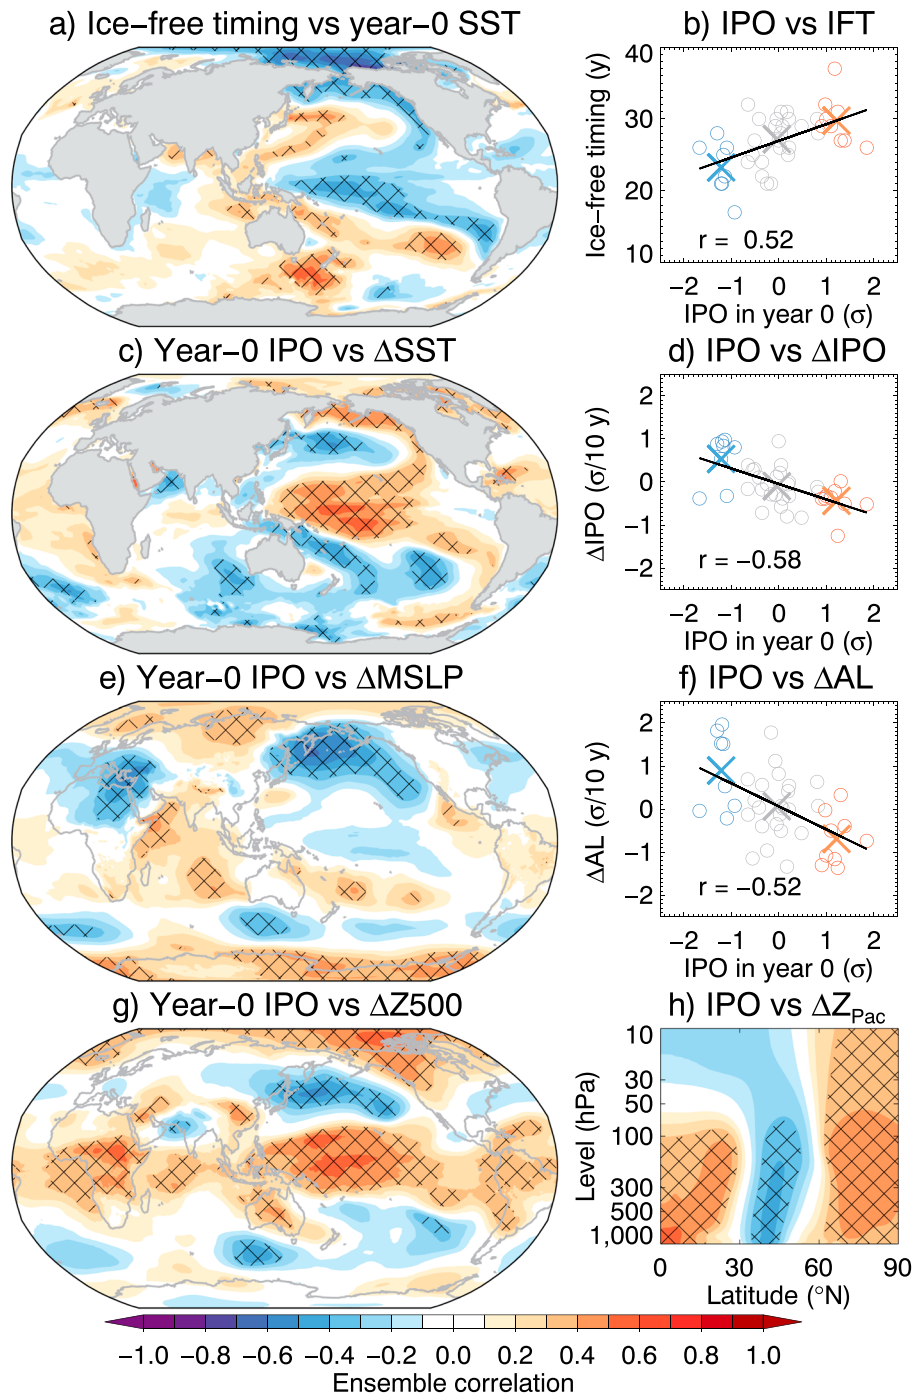 a) Ice−free timing vs year−0 SST
b) IPO vs IFT
Ice−free timing (y)
40
30
20
10
r = 0.52
−2 −1 0 1 2
IPO in year 0 (σ)
c) Year−0 IPO vs ΔSST
d) IPO vs ΔIPO
ΔIPO (σ/10 y)
2
1
0
−1
−2
r = −0.58
−2 −1 0 1 2
IPO in year 0 (σ)
e) Year−0 IPO vs ΔMSLP
f) IPO vs ΔAL
ΔAL (σ/10 y)
2
1
0
−1
−2
r = −0.52
−2 −1 0 1 2
IPO in year 0 (σ)
g) Year−0 IPO vs ΔZ500
h) IPO vs ΔZPac
Level (hPa)
10
30
50
100
300
500
1,000
0 30 60 90
Latitude (°N)
−1.0 −0.8 −0.6 −0.4 −0.2 0.0 0.2 0.4 0.6 0.8 1.0
Ensemble correlation